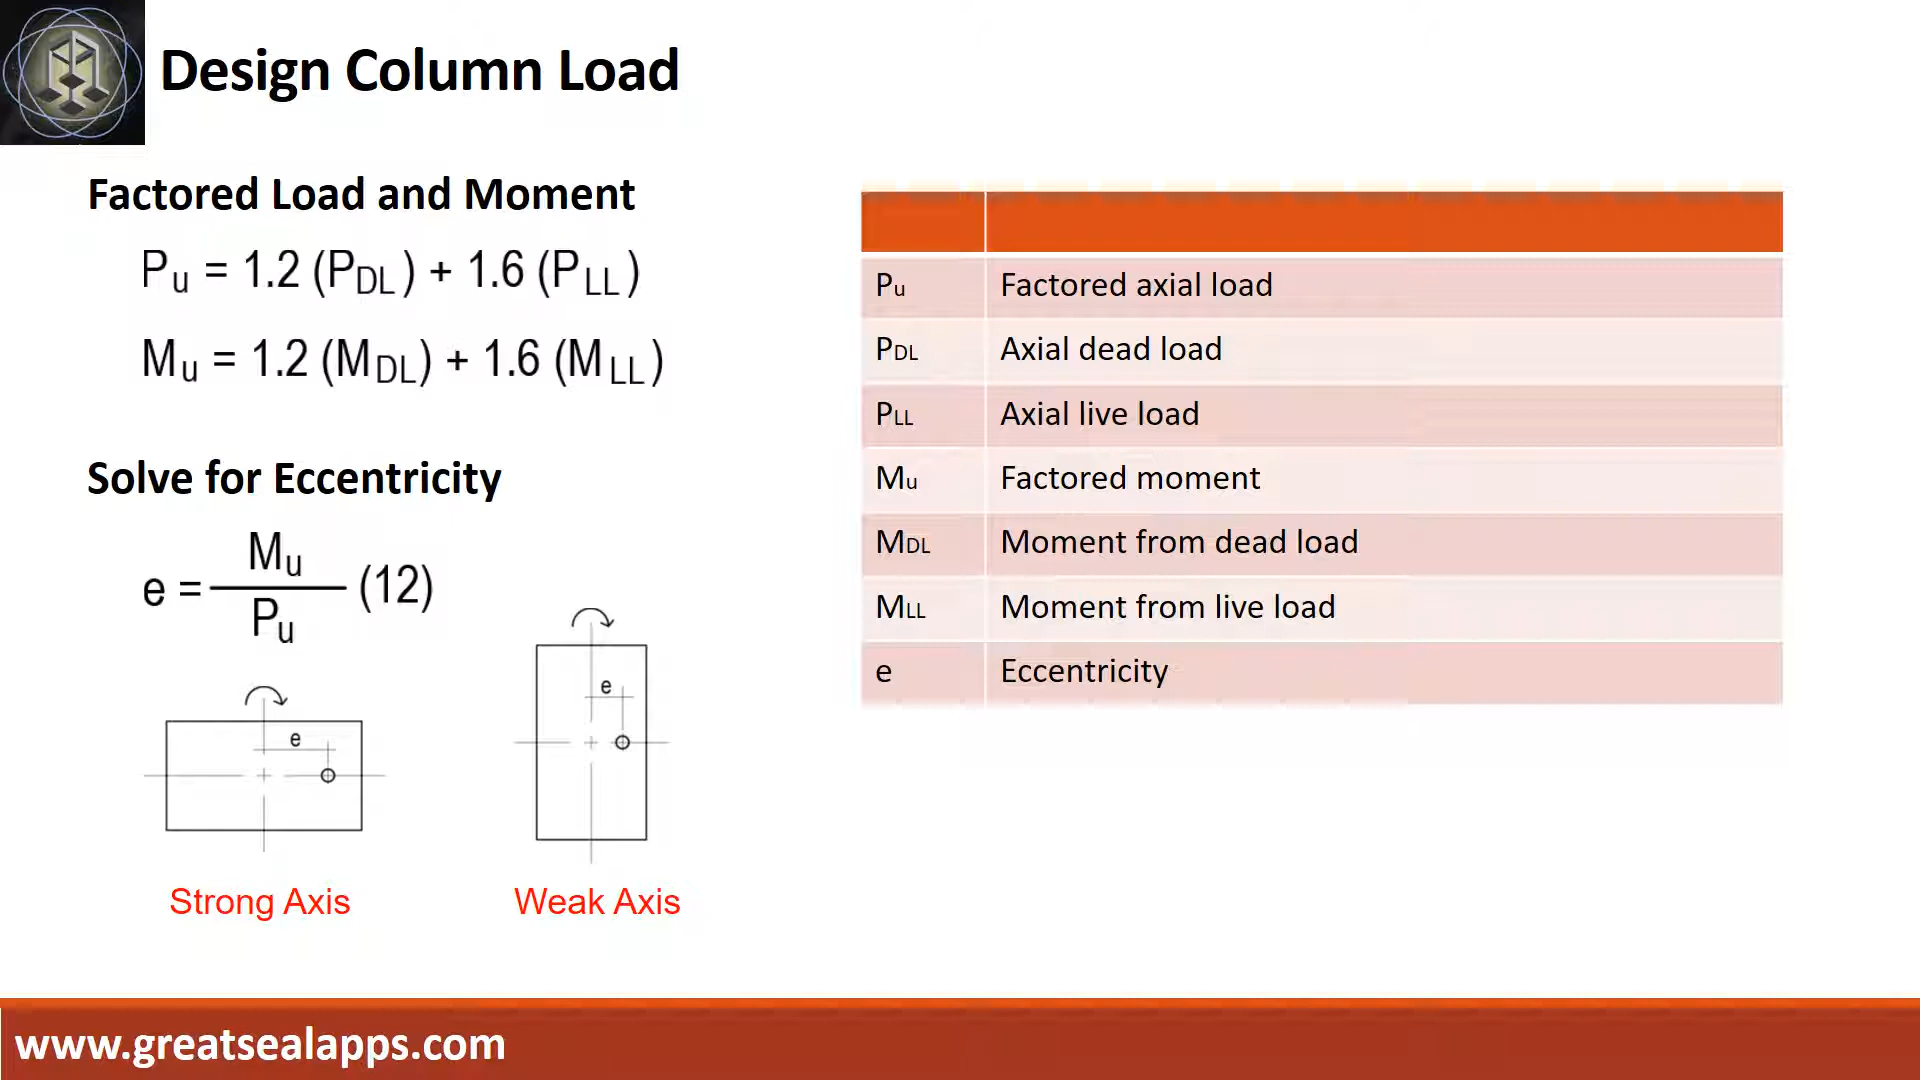 Design Column Load
Factored Load and Moment
Pu = 1.2 (PDL) + 1.6 (PLL)
Mu = 1.2 (MDL) + 1.6 (MLL)
Solve for Eccentricity
e = Mu / Pu (12)
e
Strong Axis
e
Weak Axis
Pu Factored axial load
PDL Axial dead load
PLL Axial live load
Mu Factored moment
MDL Moment from dead load
MLL Moment from live load
e Eccentricity
www.greatsealapps.com